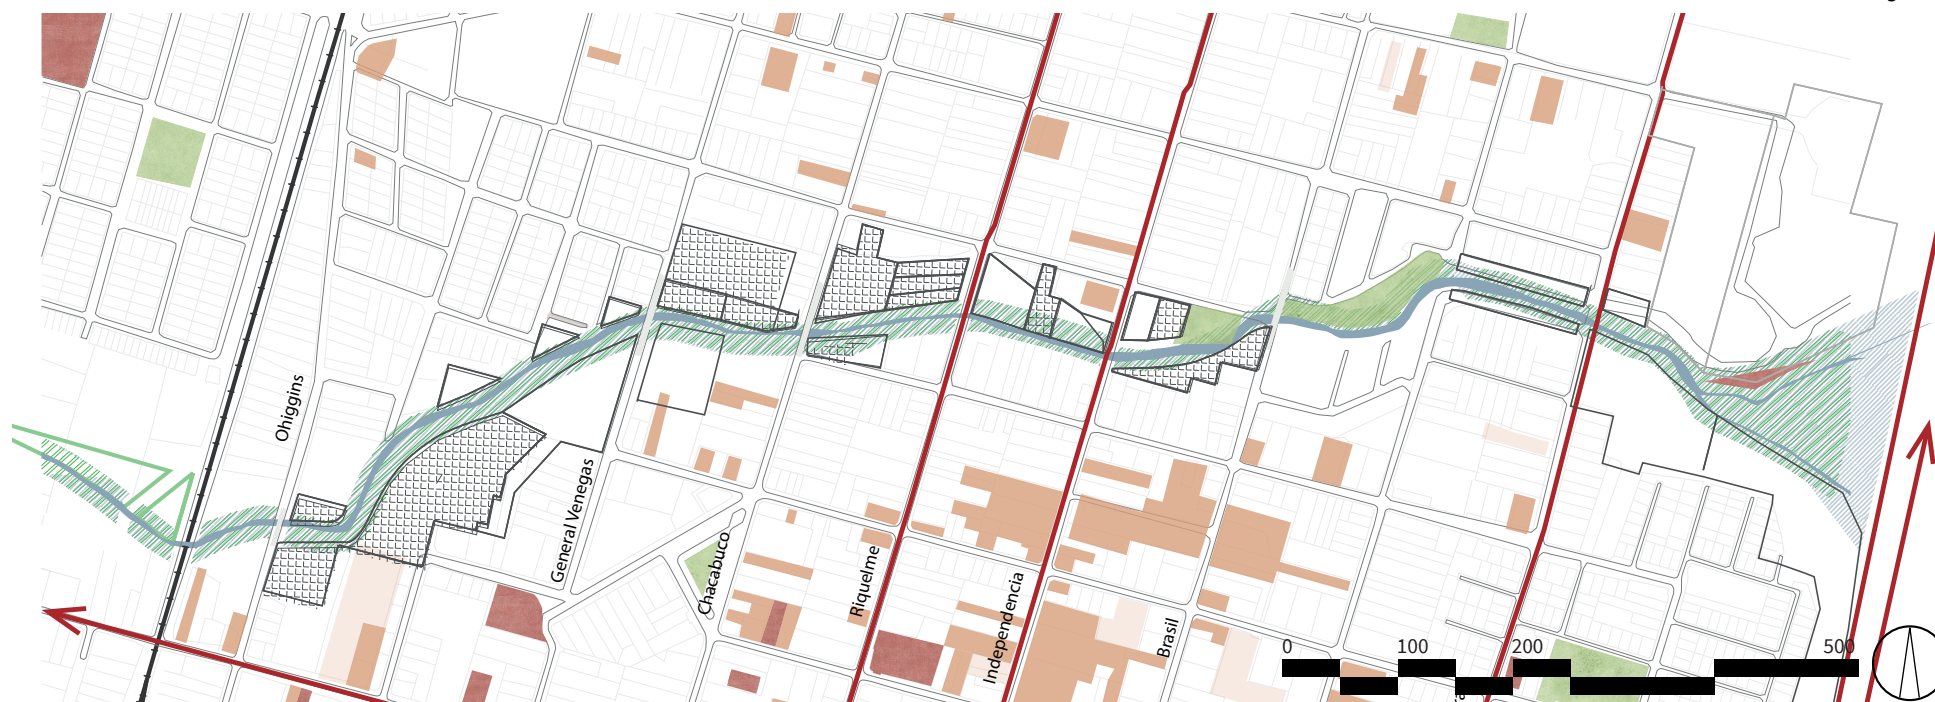 Ohiggins
General Venegas
Chacabuco
Riquelme
Independencia
Brasil
0 100 200 500